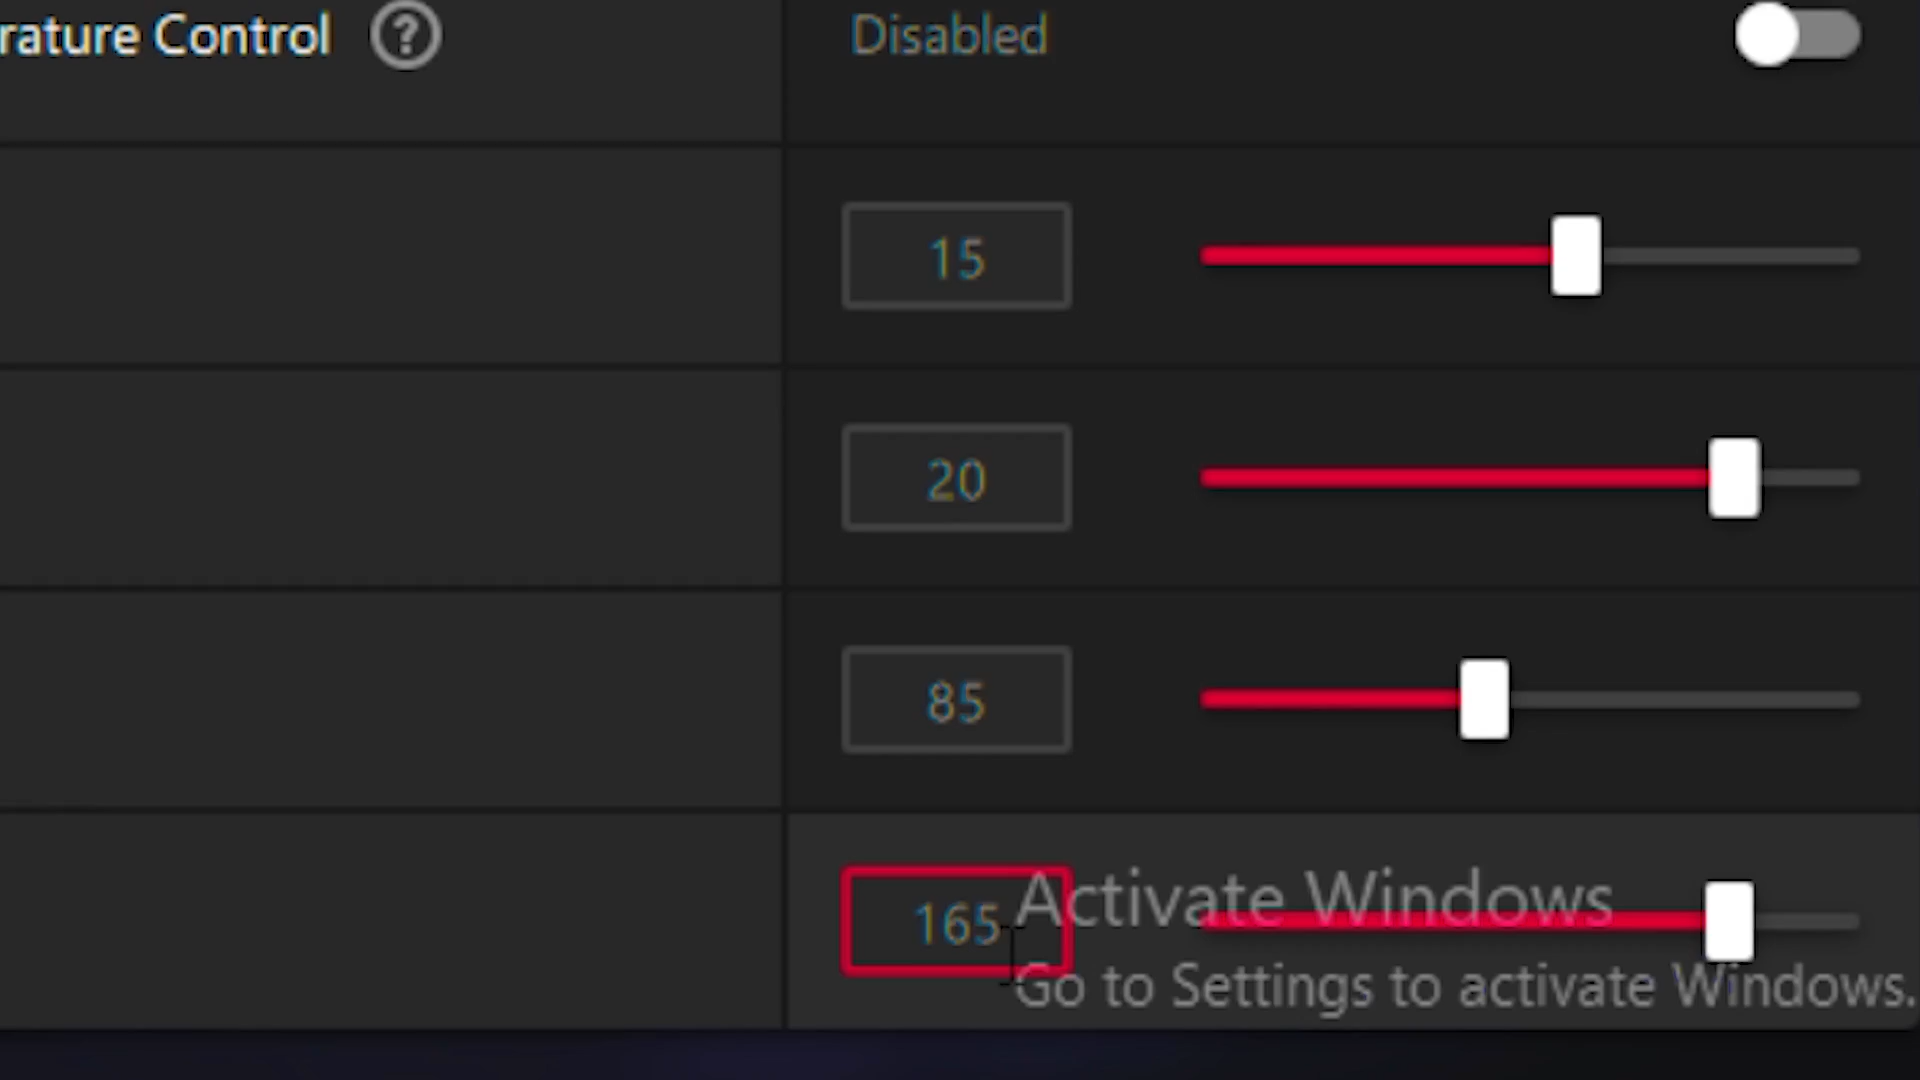 rature Control ? Disabled
15
20
85
165
Activate Windows
Go to Settings to activate Windows.